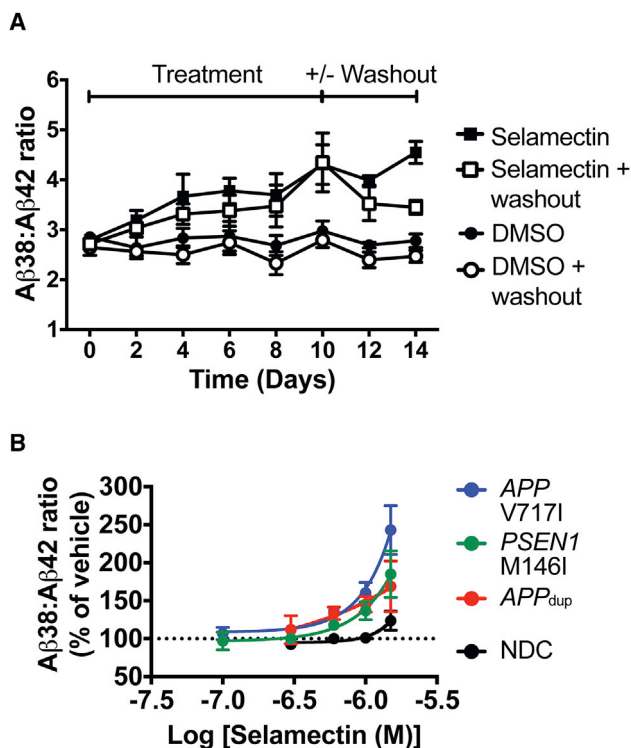 A
Treatment +/- Washout
Aβ38:Aβ42 ratio
6
5
4
3
2
1
0 2 4 6 8 10 12 14
Time (Days)
Selamectin
Selamectin +
washout
DMSO
DMSO +
washout
B
Aβ38:Aβ42 ratio
(% of vehicle)
300
250
200
150
100
50
-7.5 -7.0 -6.5 -6.0 -5.5
Log [Selamectin (M)]
APP
V717I
PSEN1
M146I
APPdup
NDC